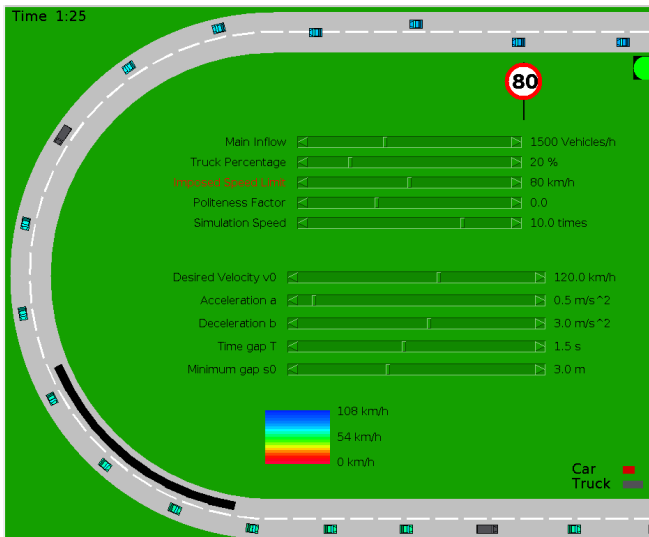 Time 1:25
80
Main Inflow 1500 Vehicles/h
Truck Percentage 20 %
Imposed Speed Limit 80 km/h
Politeness Factor 0.0
Simulation Speed 10.0 times
Desired Velocity v0 120.0 km/h
Acceleration a 0.5 m/s^2
Deceleration b 3.0 m/s^2
Time gap T 1.5 s
Minimum gap s0 3.0 m
108 km/h
54 km/h
0 km/h
Car
Truck